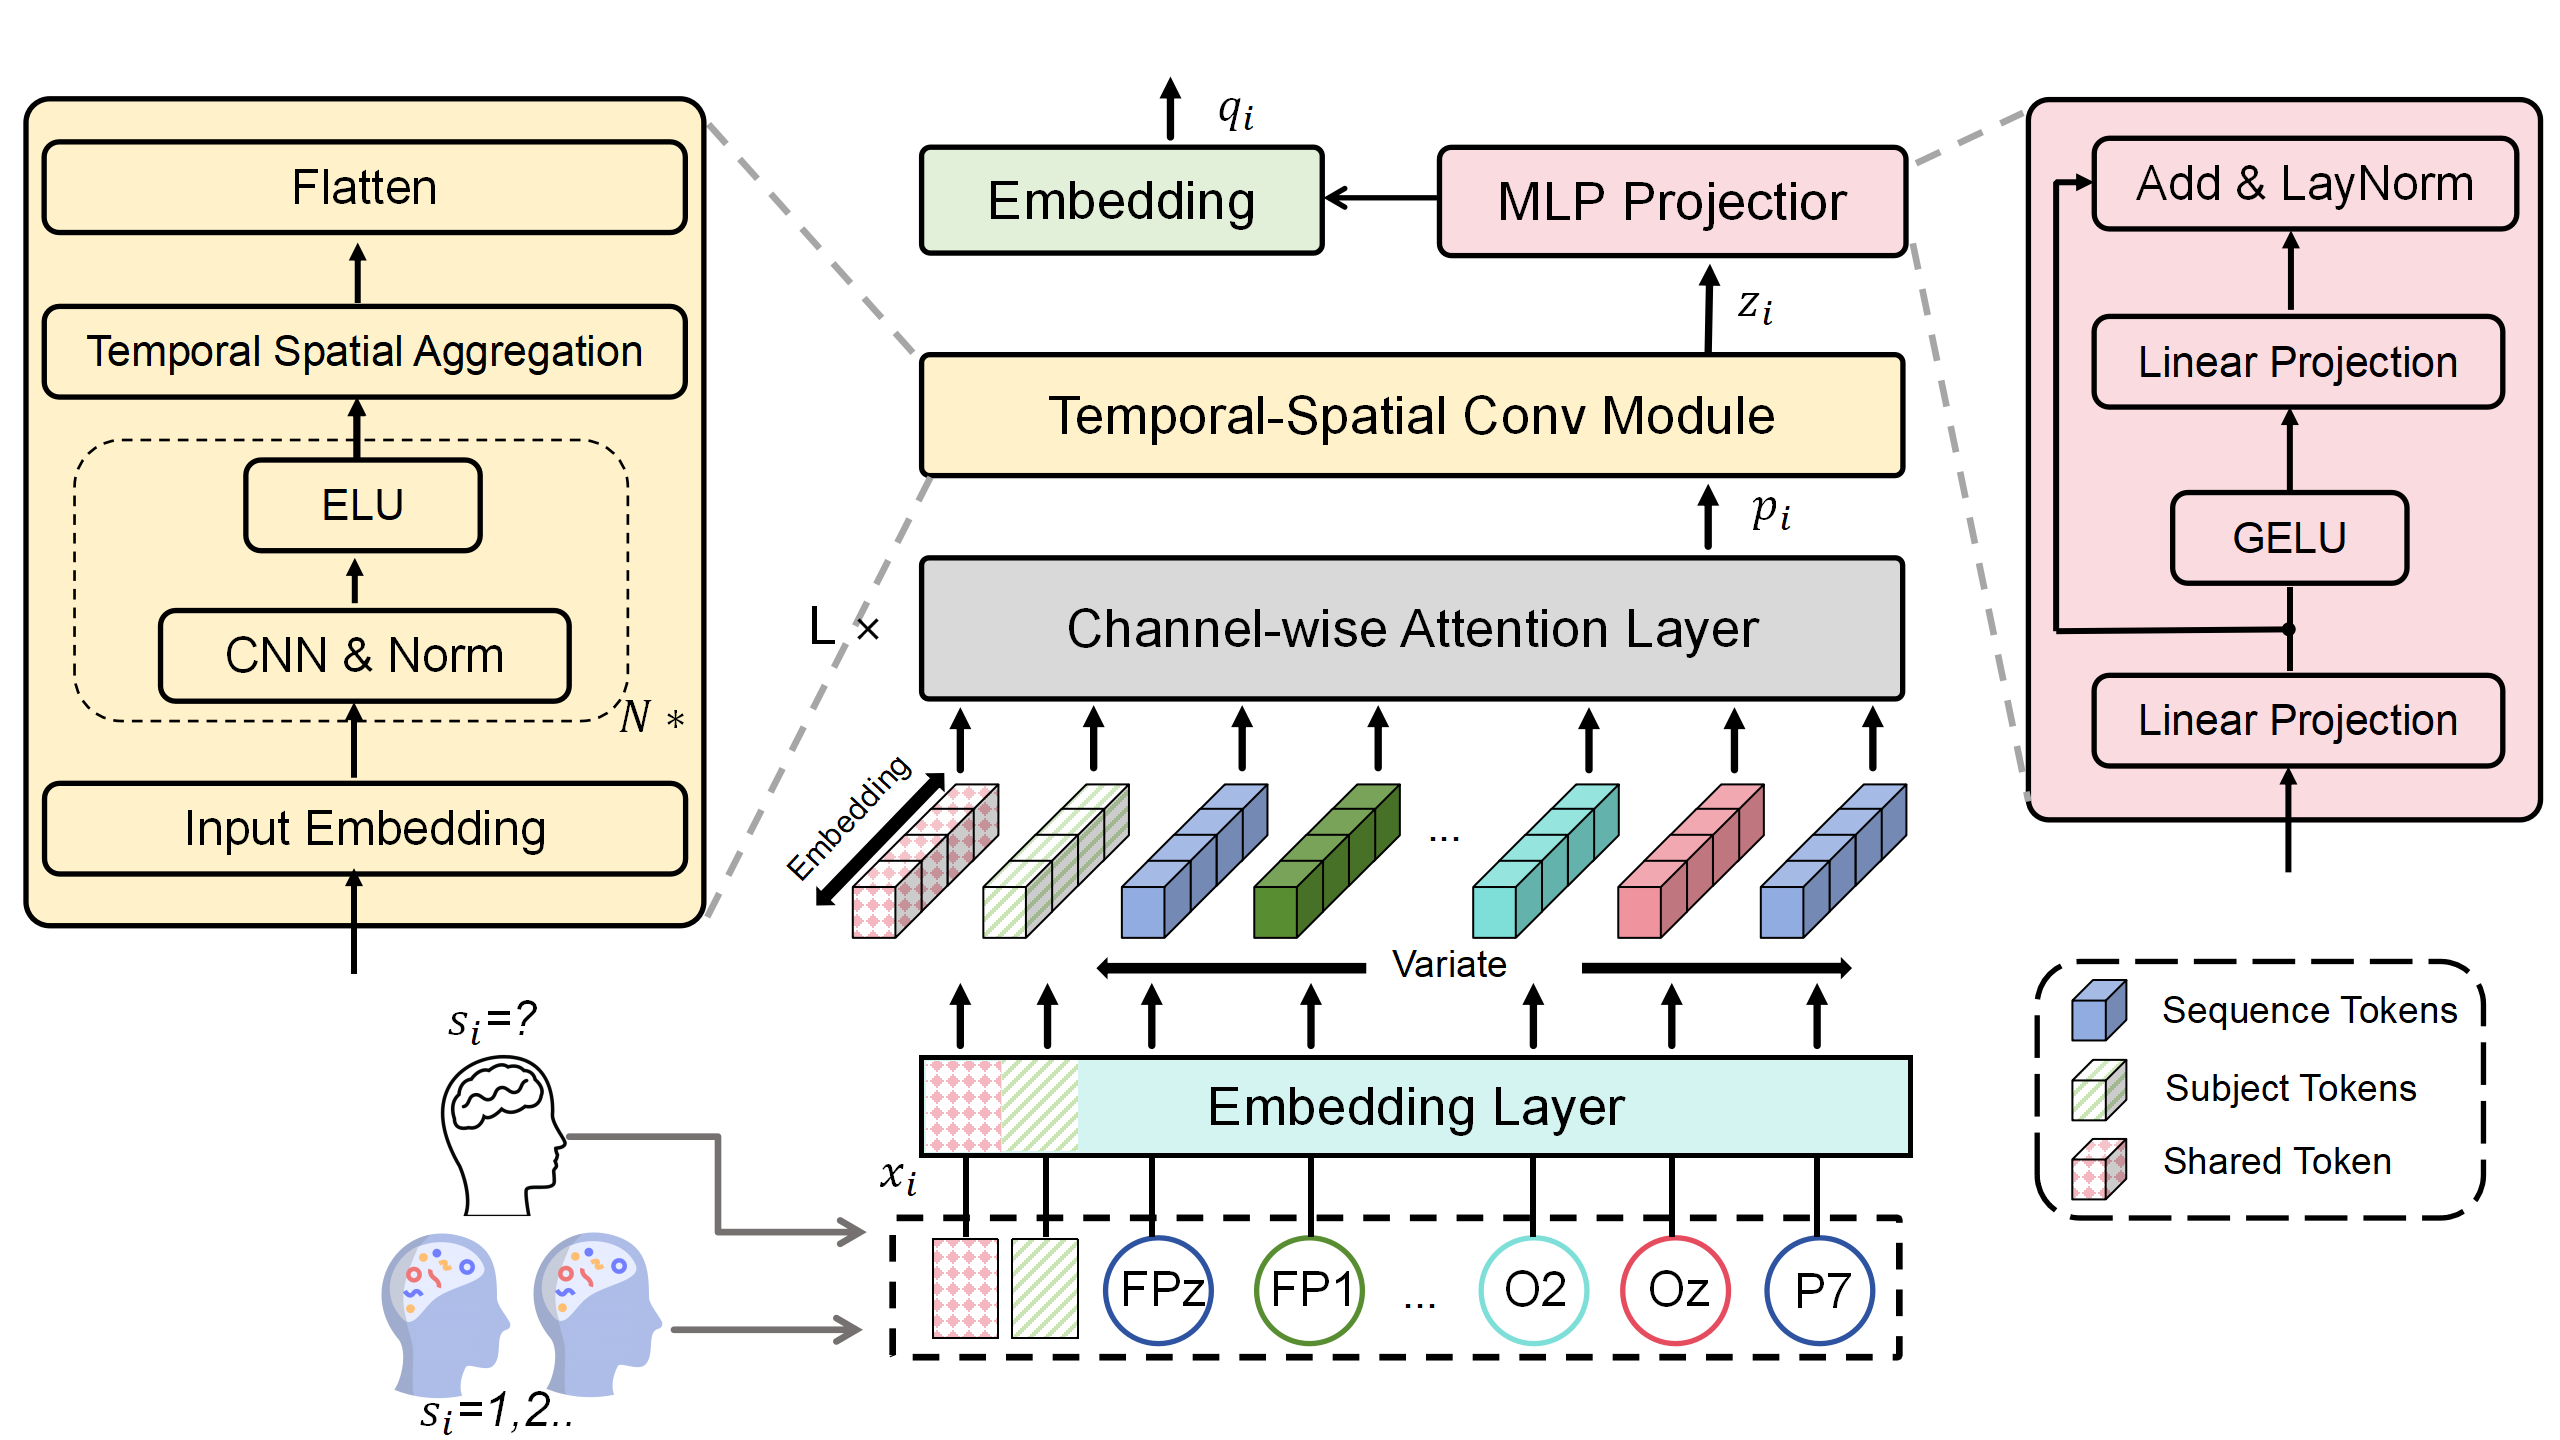 Flatten
Temporal Spatial Aggregation
ELU
CNN & Norm
N *
Input Embedding
q_i
Embedding
MLP Projectior
z_i
Temporal-Spatial Conv Module
p_i
L ×
Channel-wise Attention Layer
Embedding
...
Variate
Embedding Layer
x_i
FPz
FP1
...
O2
Oz
P7
s_i=?
s_i=1,2..
Add & LayNorm
Linear Projection
GELU
Linear Projection
Sequence Tokens
Subject Tokens
Shared Token